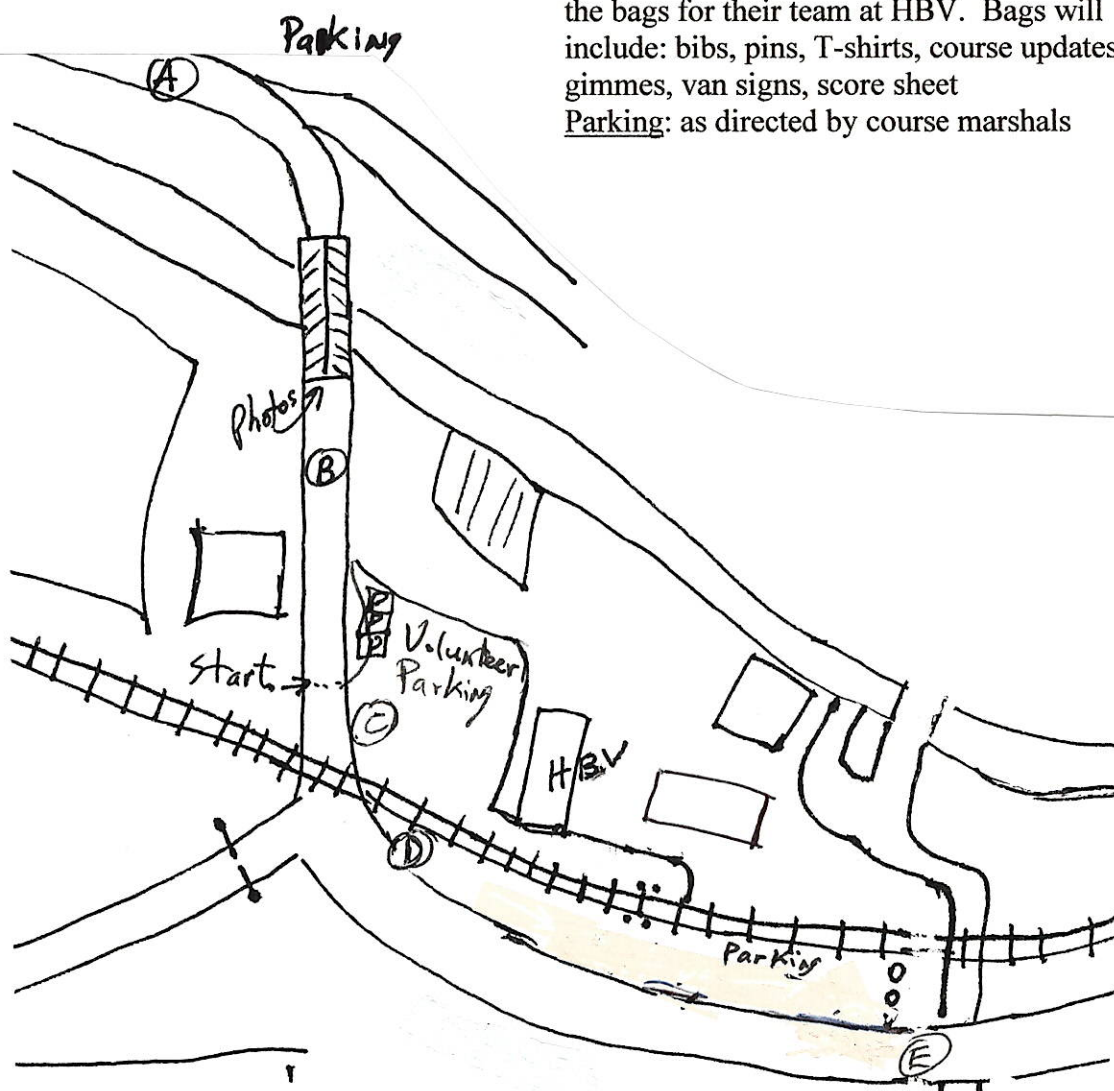 the bags for their team at HBV. Bags will
include: bibs, pins, T-shirts, course updates
gimmes, van signs, score sheet
Parking: as directed by course marshals
Parking
A
Photos
B
P
P
P
Volunteer
Parking
Start
C
HBV
D
Parking
E